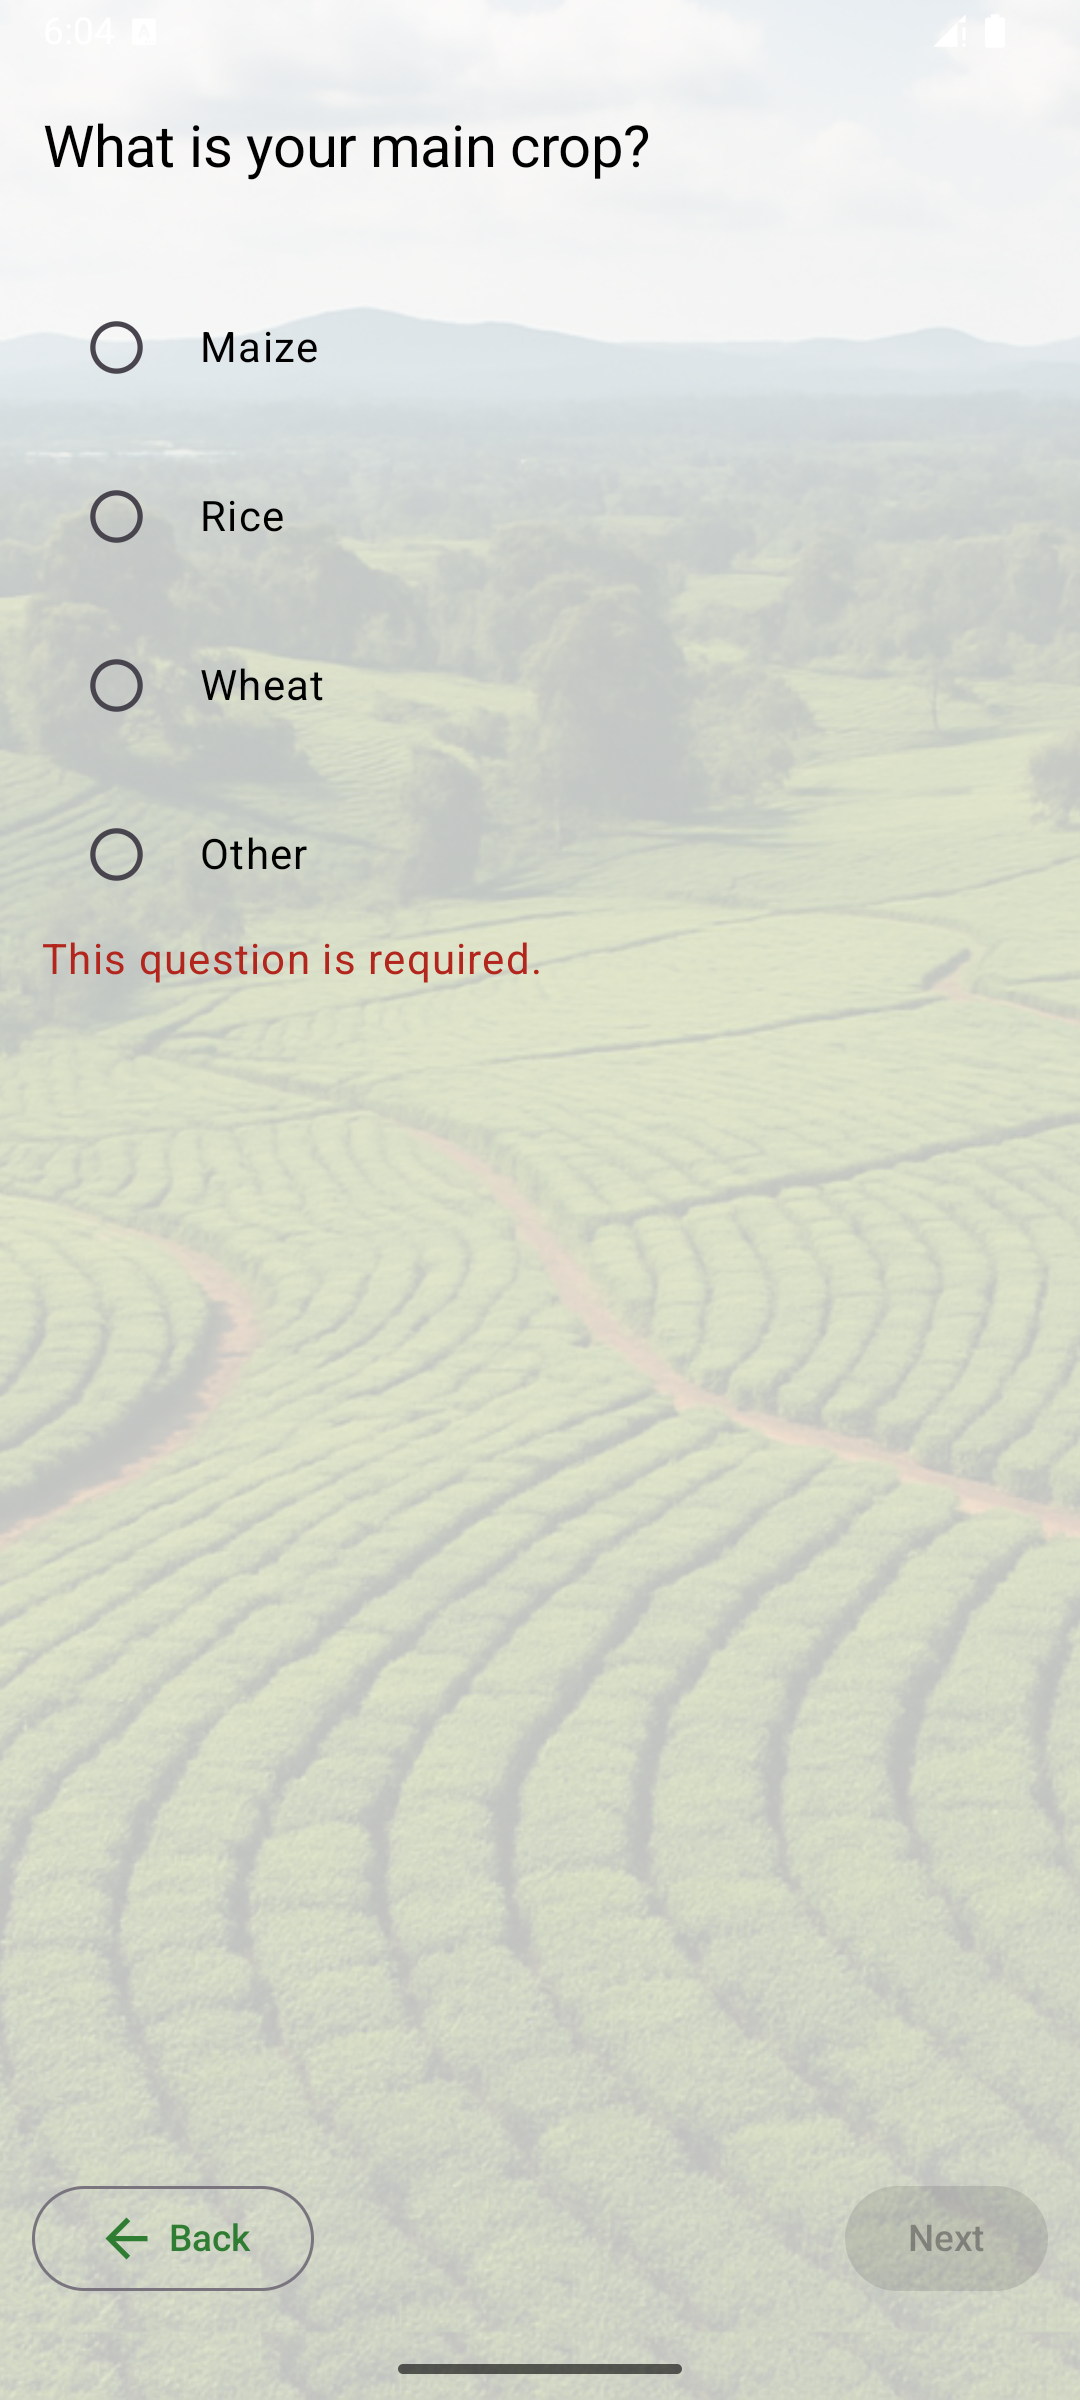 6:04
What is your main crop?
Maize
Rice
Wheat
Other
This question is required.
Back
Next